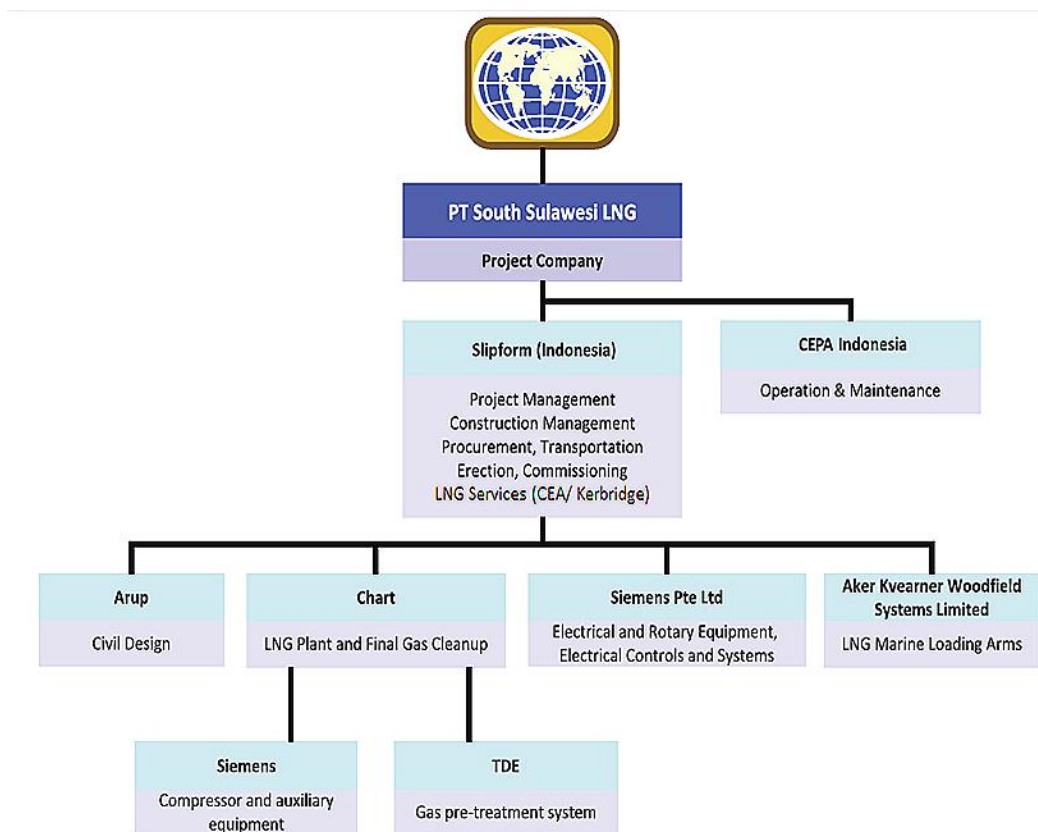 PT South Sulawesi LNG
Project Company
Slipform (Indonesia)
Project Management
Construction Management
Procurement, Transportation
Erection, Commissioning
LNG Services (CEA/ Kerbridge)
CEPA Indonesia
Operation & Maintenance
Arup
Civil Design
Chart
LNG Plant and Final Gas Cleanup
Siemens Pte Ltd
Electrical and Rotary Equipment,
Electrical Controls and Systems
Aker Kvearner Woodfield
Systems Limited
LNG Marine Loading Arms
Siemens
Compressor and auxiliary
equipment
TDE
Gas pre-treatment system